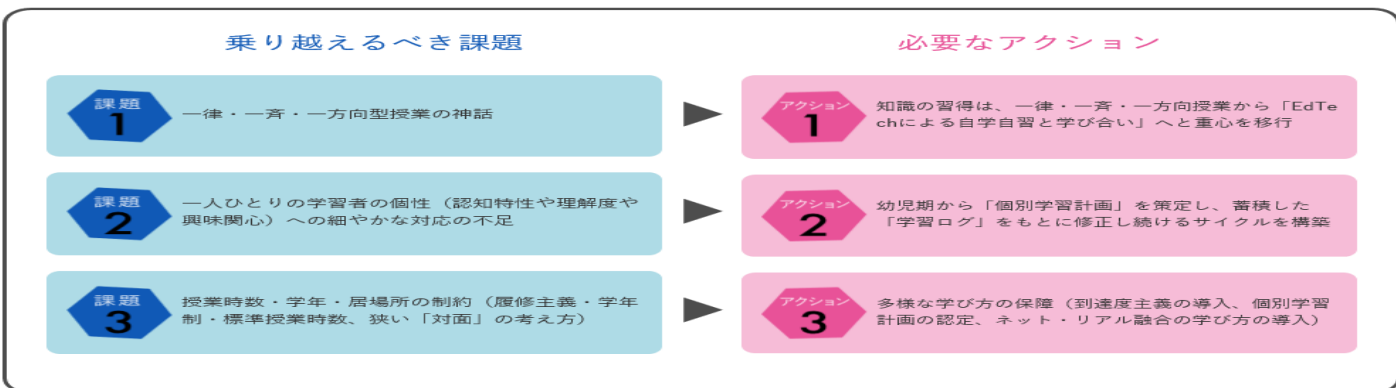 乗り越えるべき課題
必要なアクション
課題
1
一律・一斉・一方向型授業の神話
アクション
1
知識の習得は、一律・一斉・一方向授業から「EdTe
chによる自学自習と学び合い」へと重心を移行
課題
2
一人ひとりの学習者の個性（認知特性や理解度や
興味関心）への細やかな対応の不足
アクション
2
幼児期から「個別学習計画」を策定し、蓄積した
「学習ログ」をもとに修正し続けるサイクルを構築
課題
3
授業時数・学年・居場所の制約（履修主義・学年
制・標準授業時数、狭い「対面」の考え方）
アクション
3
多様な学び方の保障（到達度主義の導入、個別学習
計画の認定、ネット・リアル融合の学び方の導入）